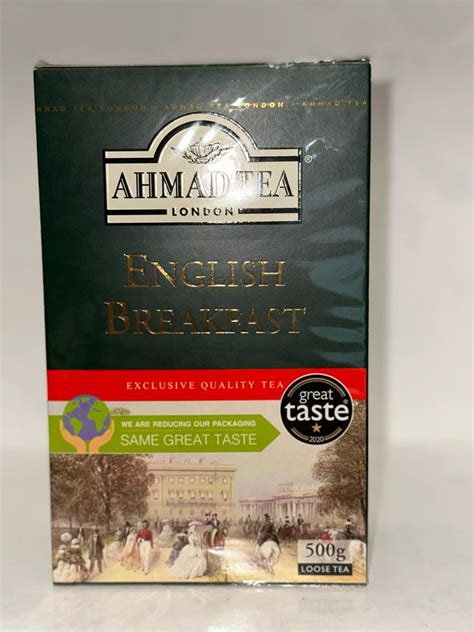 AHMAD TEA LONDON - AHMAD TEA LONDON - AHMAD TEA
AHMAD TEA
LONDON
ENGLISH
BREAKFAST
EXCLUSIVE QUALITY TEA
great
taste
2020
WE ARE REDUCING OUR PACKAGING
SAME GREAT TASTE
500g
LOOSE TEA